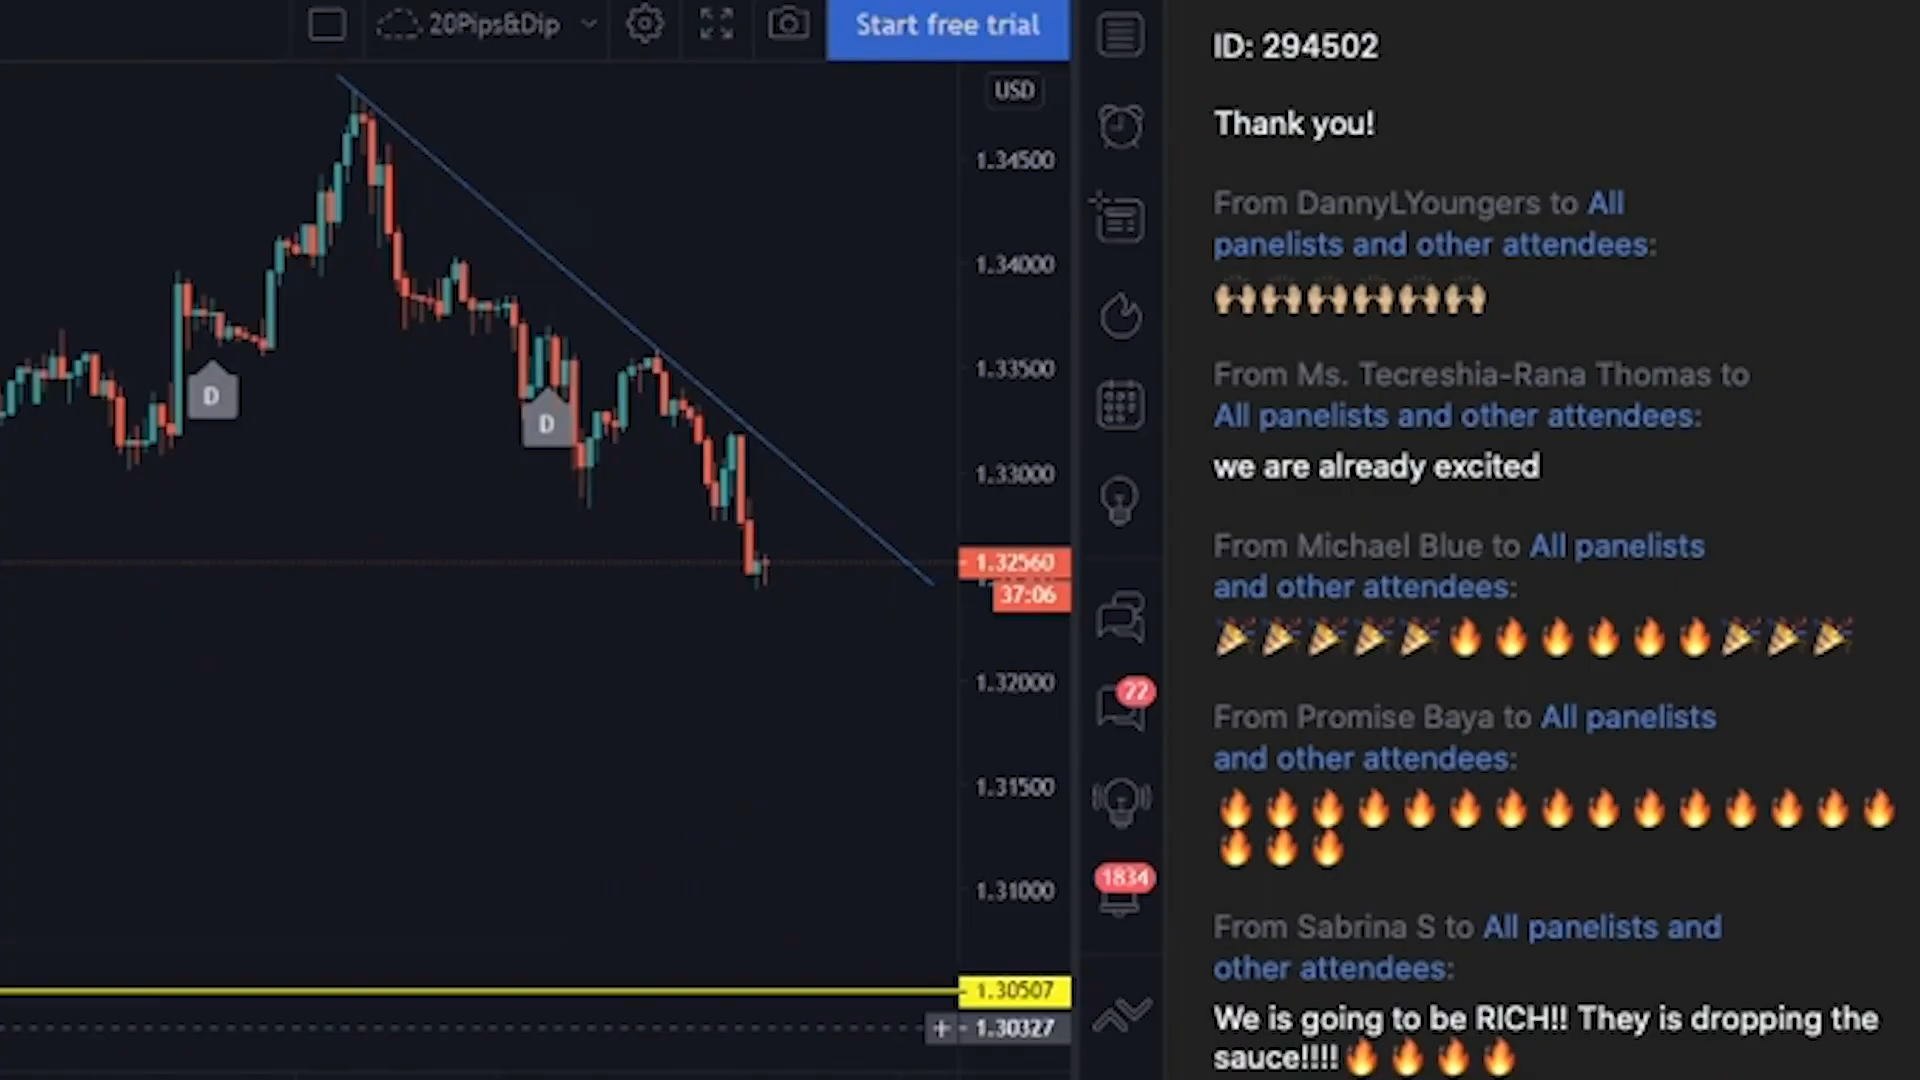 20Pips&Dip
Start free trial
USD
1.34500
1.34000
1.33500
1.33000
1.32560
37:06
1.32000
1.31500
1.31000
1.30507
+ 1.30327
D
D
22
1834
ID: 294502
Thank you!
From DannyLYoungers to All
panelists and other attendees:
🙌🏼🙌🏼🙌🏼🙌🏼🙌🏼🙌🏼
From Ms. Tecreshia-Rana Thomas to
All panelists and other attendees:
we are already excited
From Michael Blue to All panelists
and other attendees:
🎉🎉🎉🎉🎉🔥🔥🔥🔥🔥🔥🎉🎉🎉
From Promise Baya to All panelists
and other attendees:
🔥🔥🔥🔥🔥🔥🔥🔥🔥🔥🔥🔥🔥🔥🔥
🔥🔥🔥
From Sabrina S to All panelists and
other attendees:
We is going to be RICH!! They is dropping the
sauce!!!!🔥🔥🔥🔥